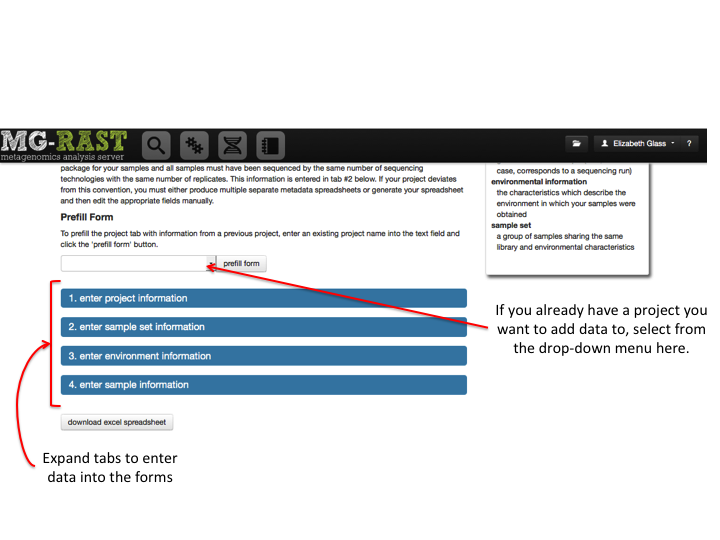 MG-RAST
metagenomics analysis server
Elizabeth Glass
?
package for your samples and all samples must have been sequenced by the same number of sequencing
technologies with the same number of replicates. This information is entered in tab #2 below. If your project deviates
from this convention, you must either produce multiple separate metadata spreadsheets or generate your spreadsheet
and then edit the appropriate fields manually.
Prefill Form
To prefill the project tab with information from a previous project, enter an existing project name into the text field and
click the 'prefill form' button.
prefill form
1. enter project information
2. enter sample set information
3. enter environment information
4. enter sample information
download excel spreadsheet
case, corresponds to a sequencing run)
environmental information
the characteristics which describe the
environment in which your samples were
obtained
sample set
a group of samples sharing the same
library and environmental characteristics
If you already have a project you
want to add data to, select from
the drop-down menu here.
Expand tabs to enter
data into the forms